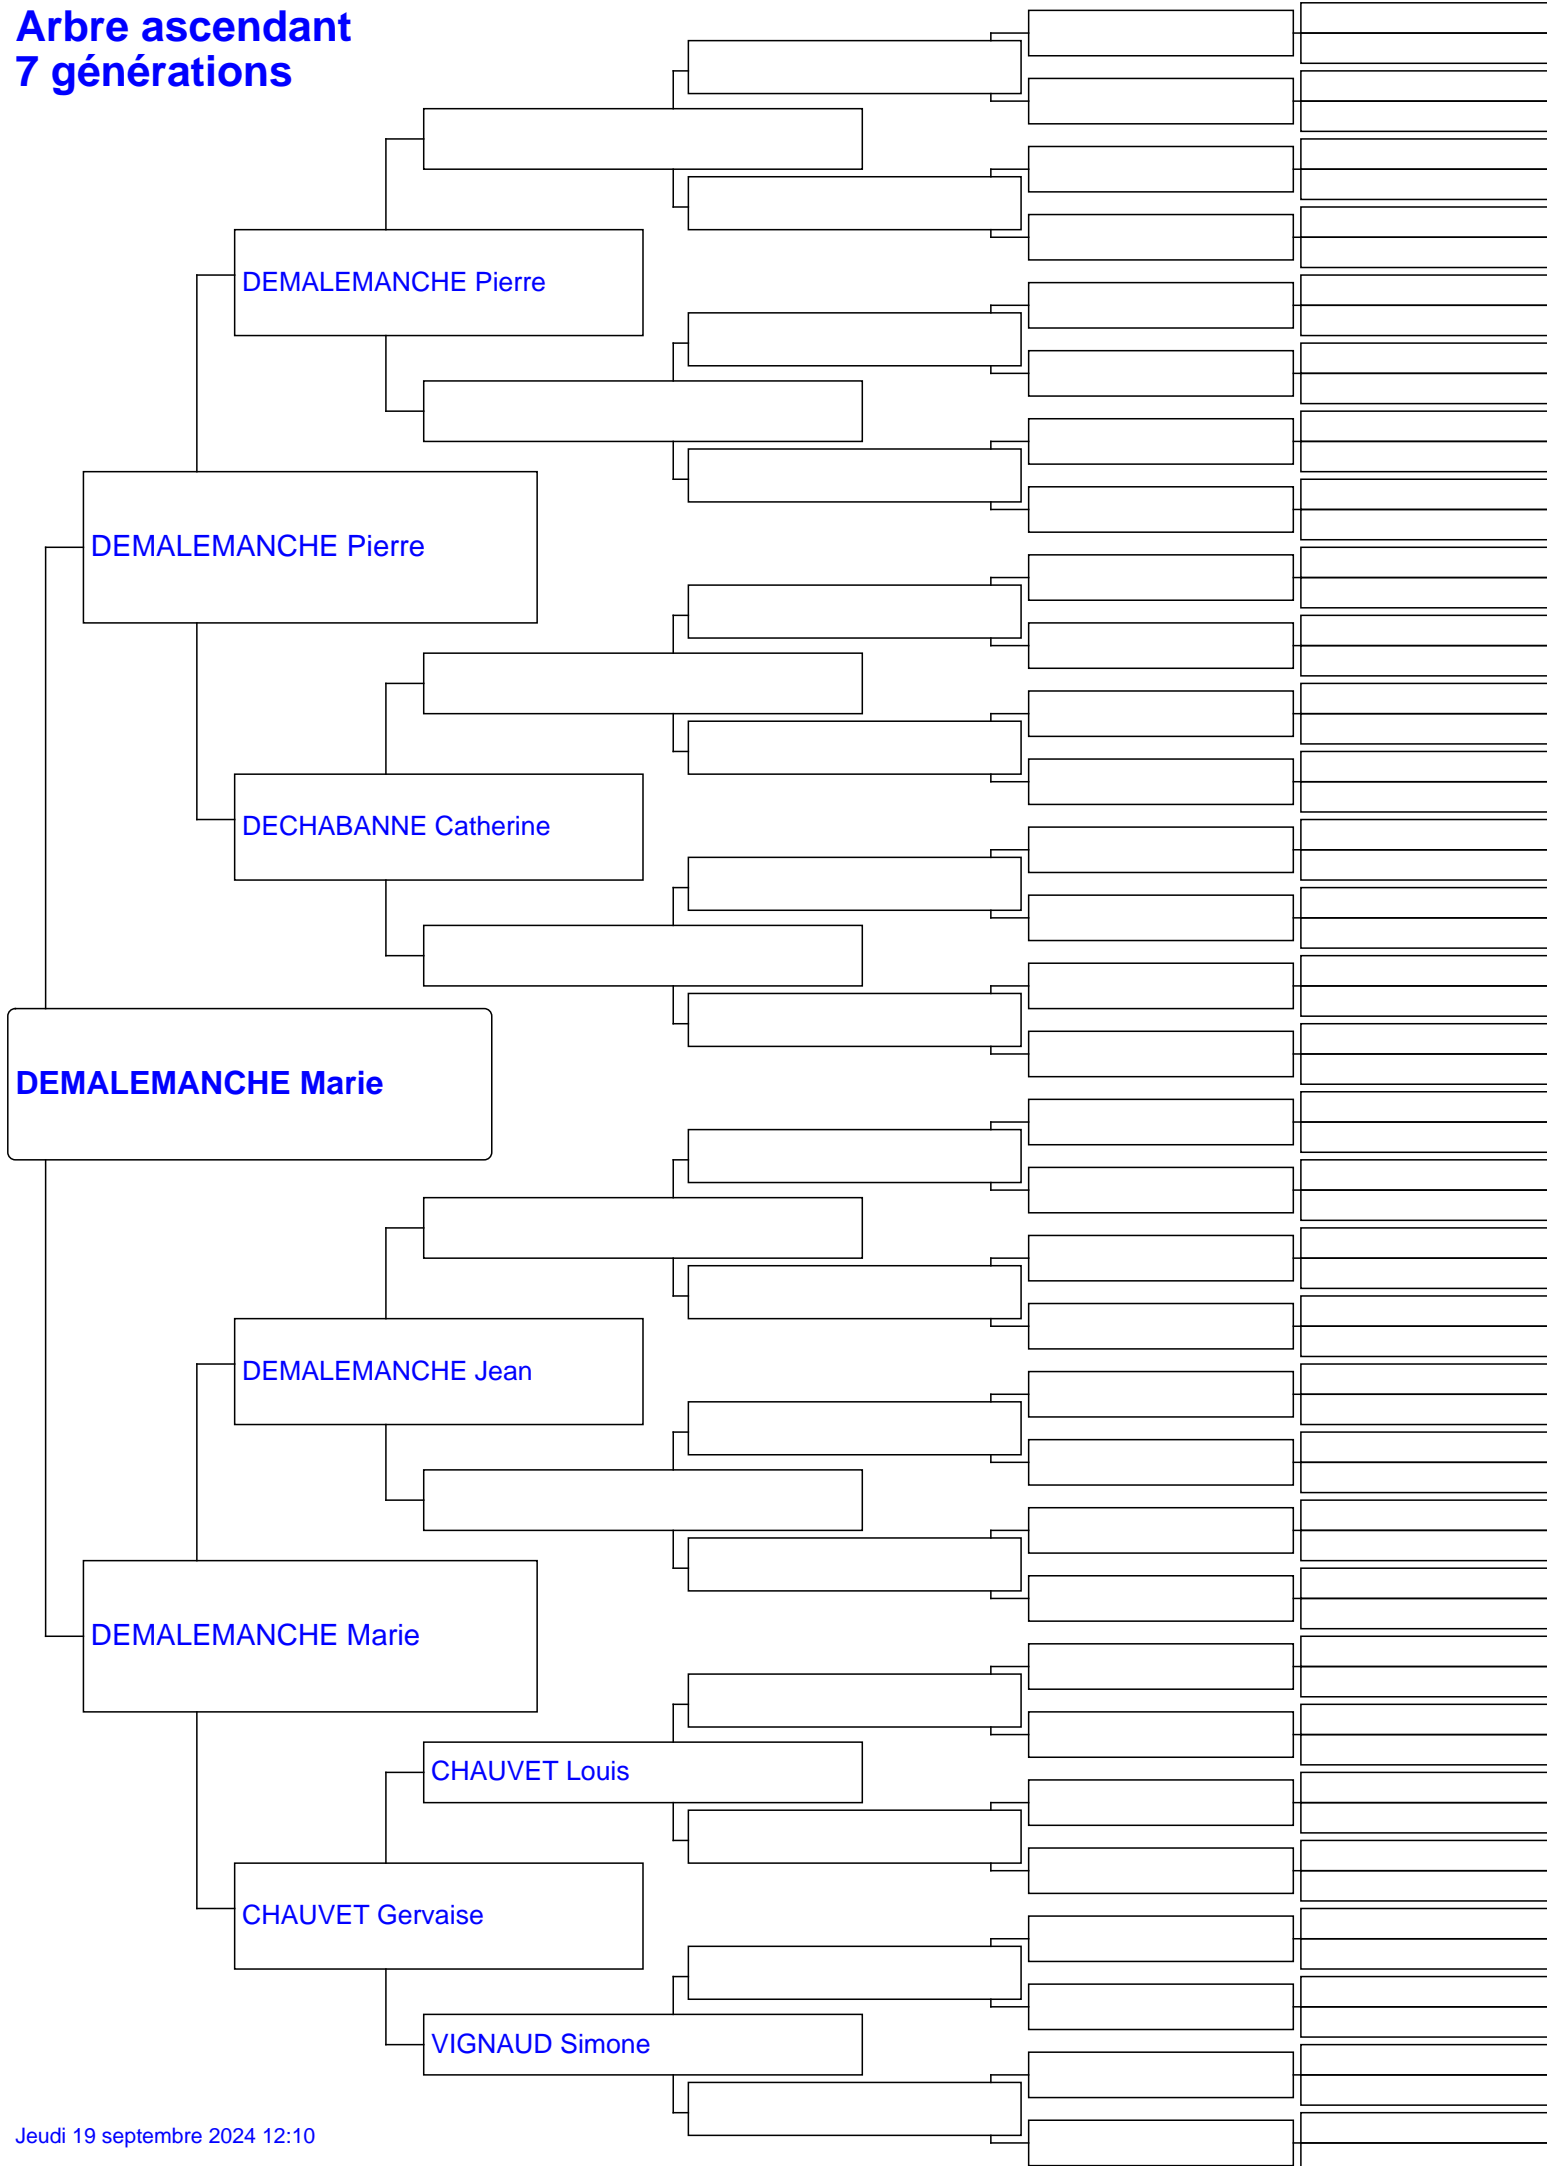 Arbre ascendant
7 générations
DEMALEMANCHE Pierre
DEMALEMANCHE Pierre
DECHABANNE Catherine
DEMALEMANCHE Marie
DEMALEMANCHE Jean
DEMALEMANCHE Marie
CHAUVET Louis
CHAUVET Gervaise
VIGNAUD Simone
Jeudi 19 septembre 2024 12:10